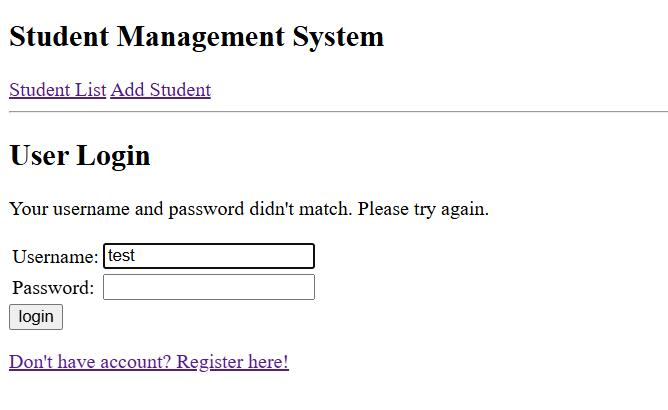 Student Management System
Student List Add Student
User Login
Your username and password didn't match. Please try again.
Username: test
Password:
login
Don't have account? Register here!